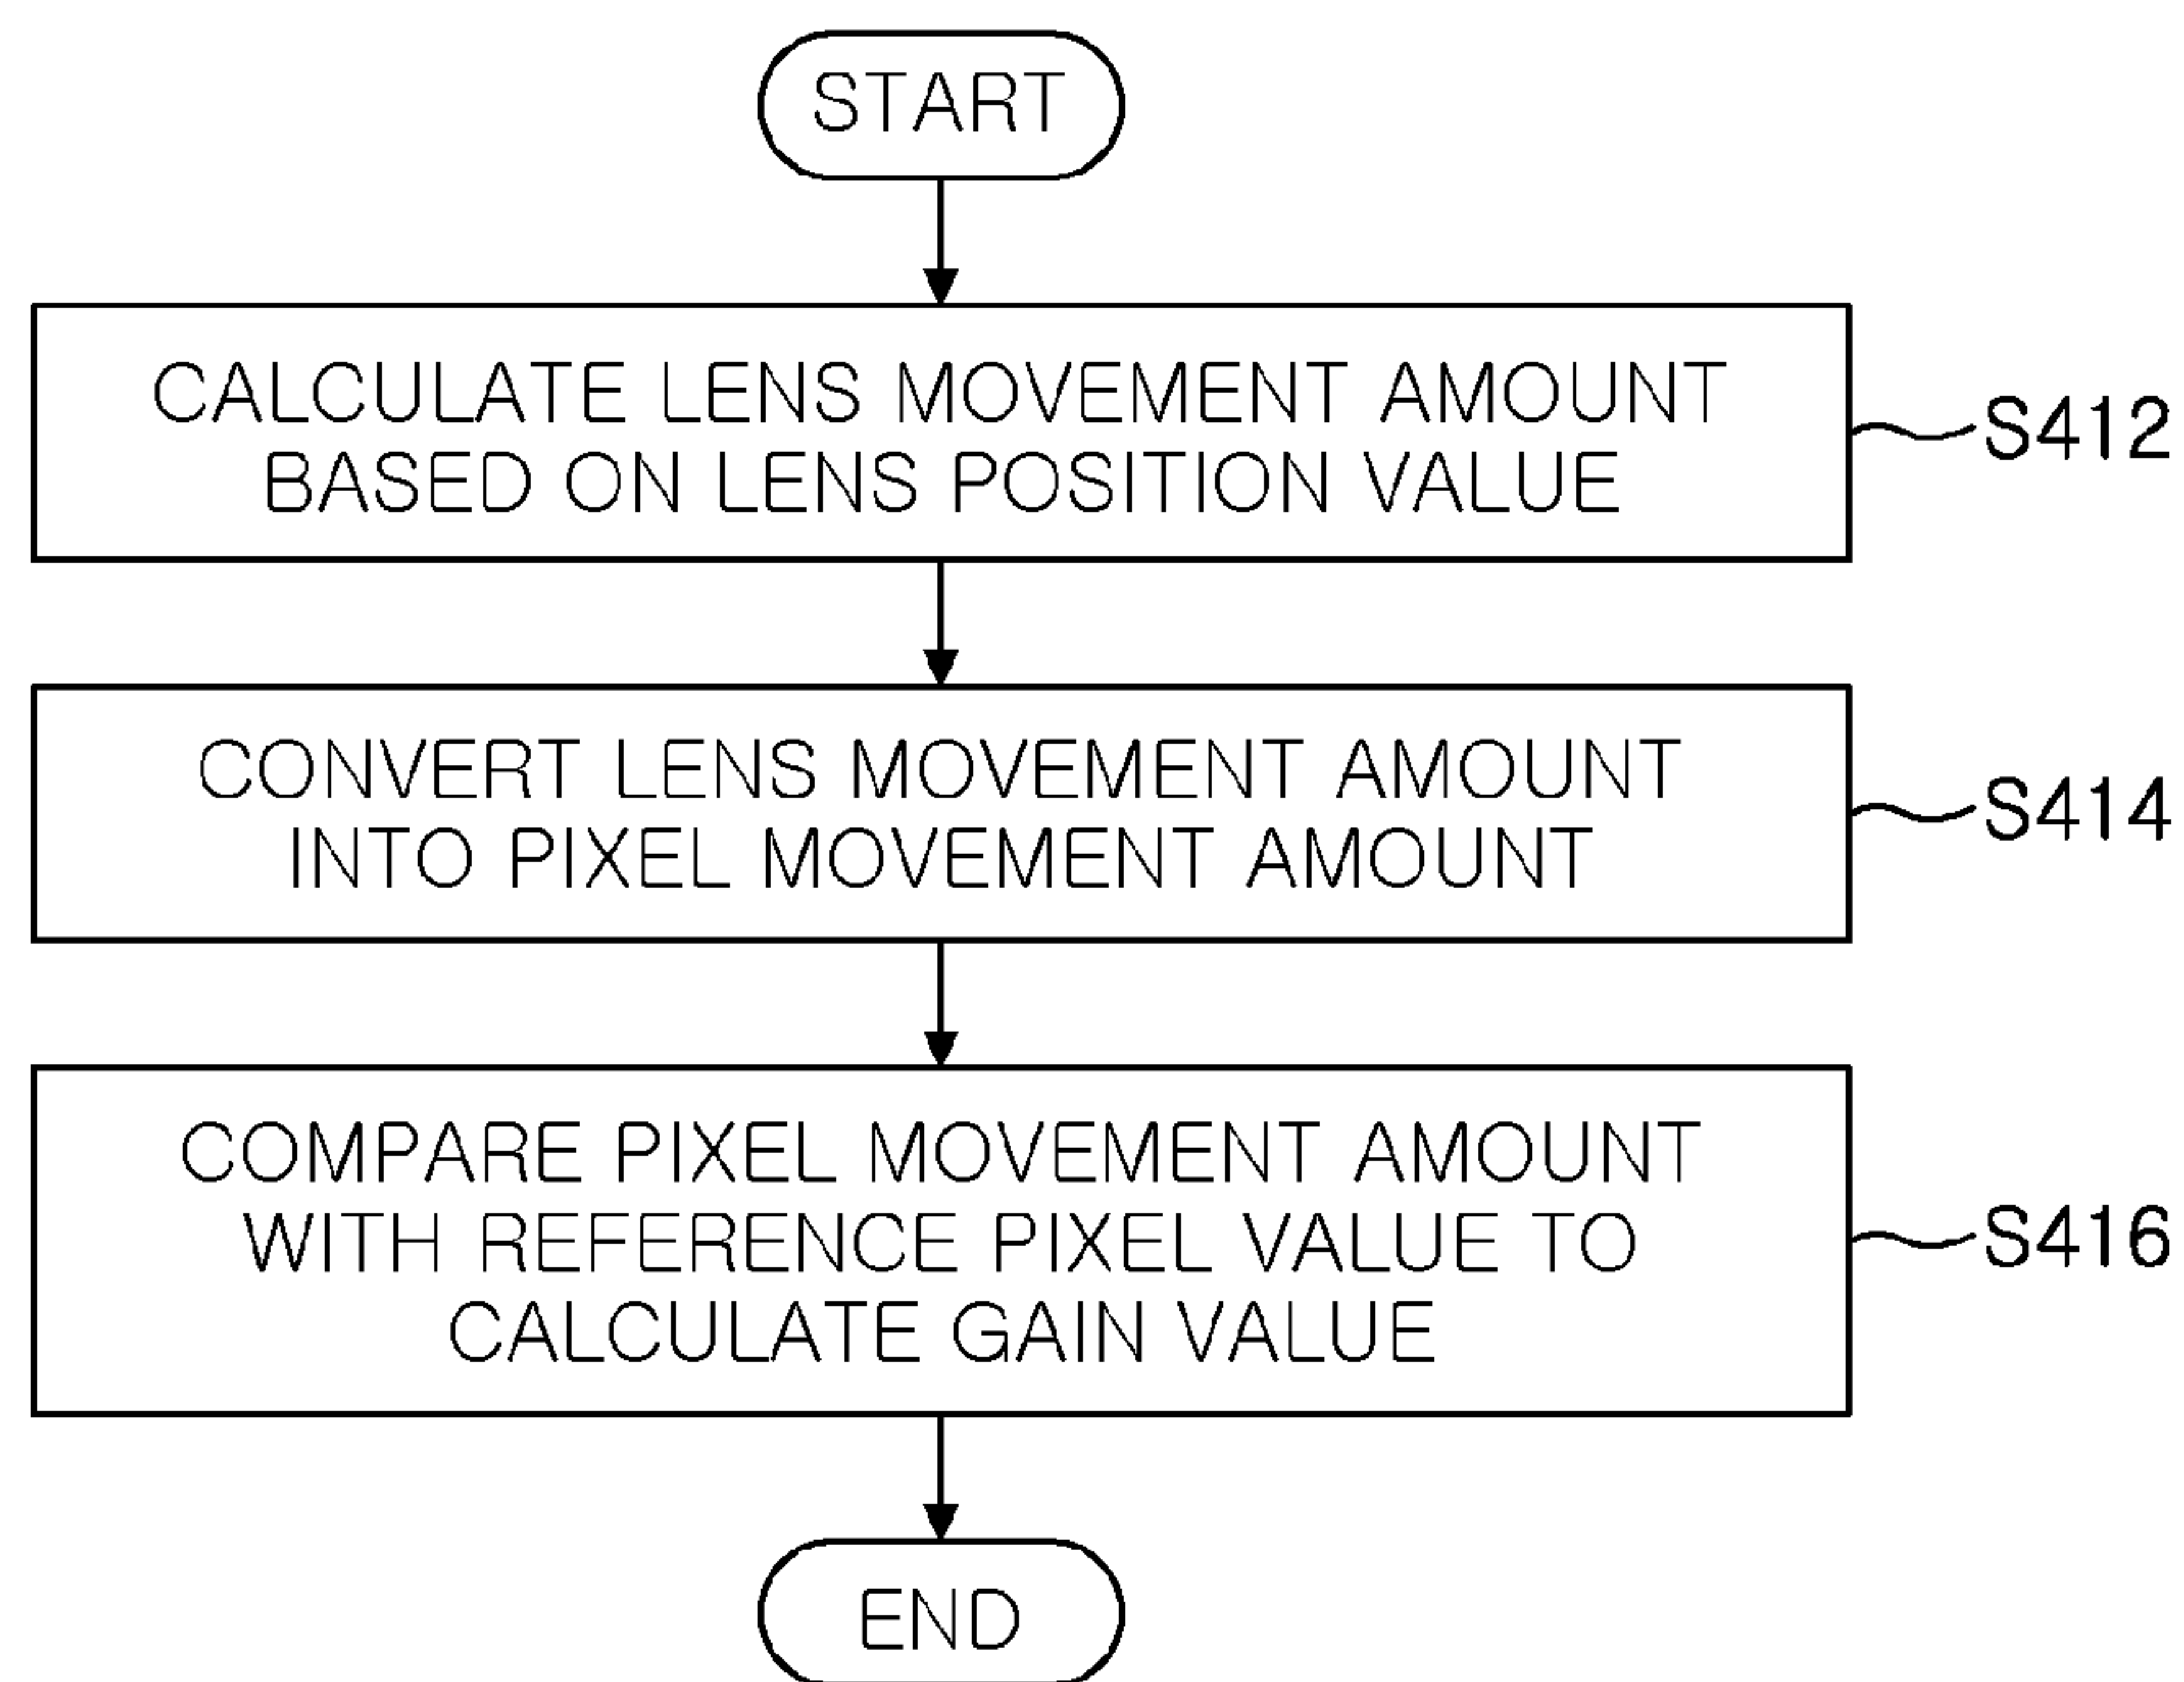 START
CALCULATE LENS MOVEMENT AMOUNT
BASED ON LENS POSITION VALUE
S412
CONVERT LENS MOVEMENT AMOUNT
INTO PIXEL MOVEMENT AMOUNT
S414
COMPARE PIXEL MOVEMENT AMOUNT
WITH REFERENCE PIXEL VALUE TO
CALCULATE GAIN VALUE
S416
END